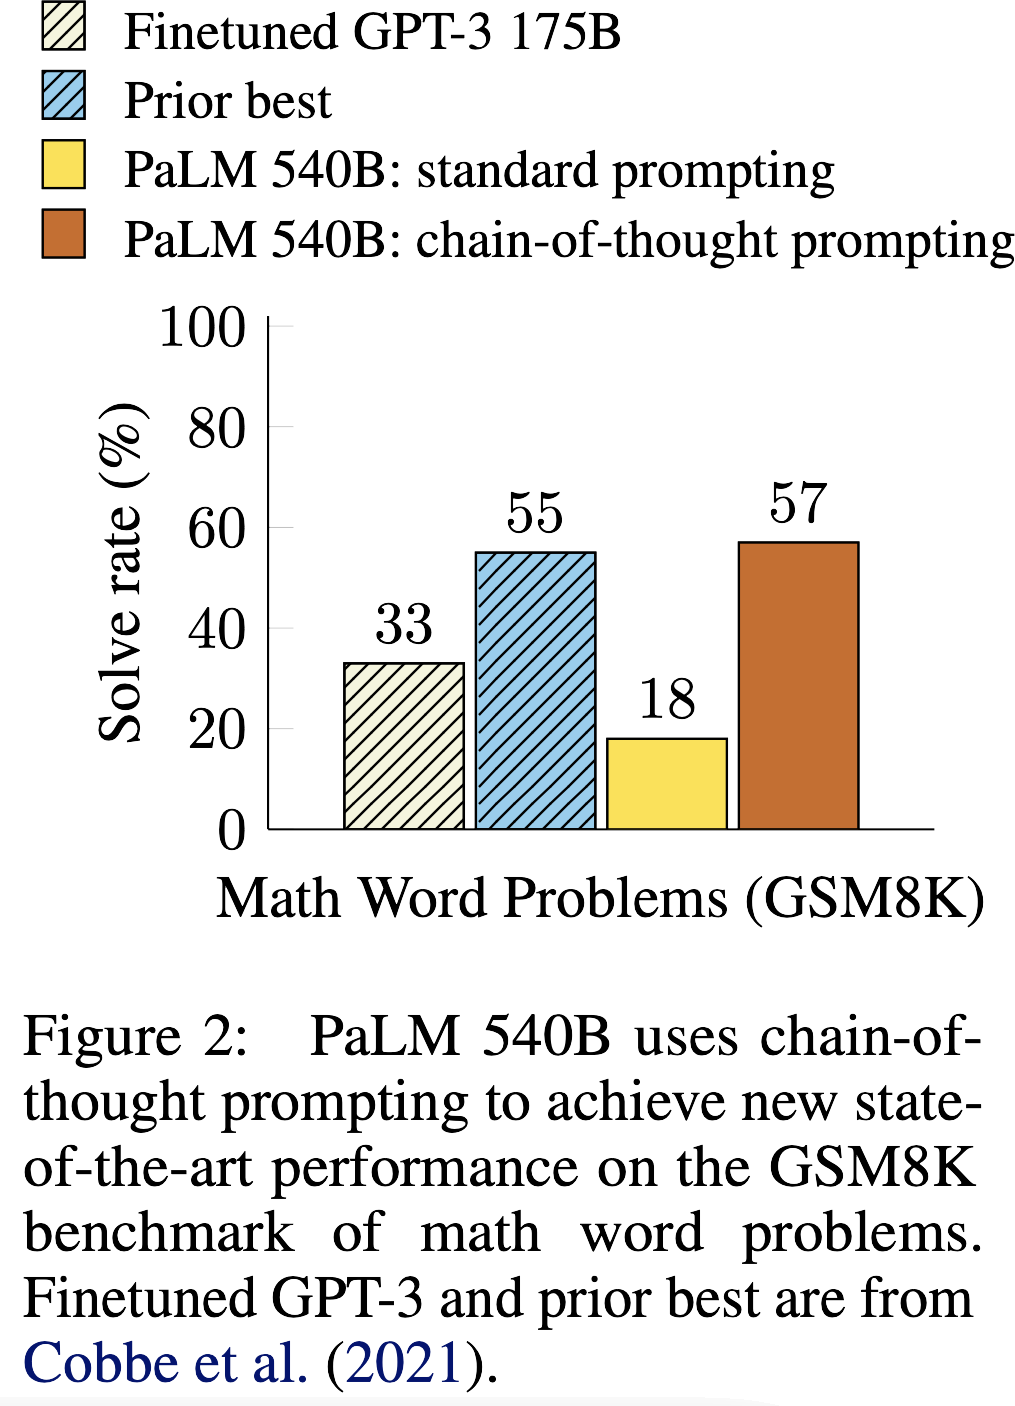 Finetuned GPT-3 175B
Prior best
PaLM 540B: standard prompting
PaLM 540B: chain-of-thought prompting
100
80
60
40
20
0
Solve rate (%)
33
55
18
57
Math Word Problems (GSM8K)
Figure 2: PaLM 540B uses chain-of-
thought prompting to achieve new state-
of-the-art performance on the GSM8K
benchmark of math word problems.
Finetuned GPT-3 and prior best are from
Cobbe et al. (2021).